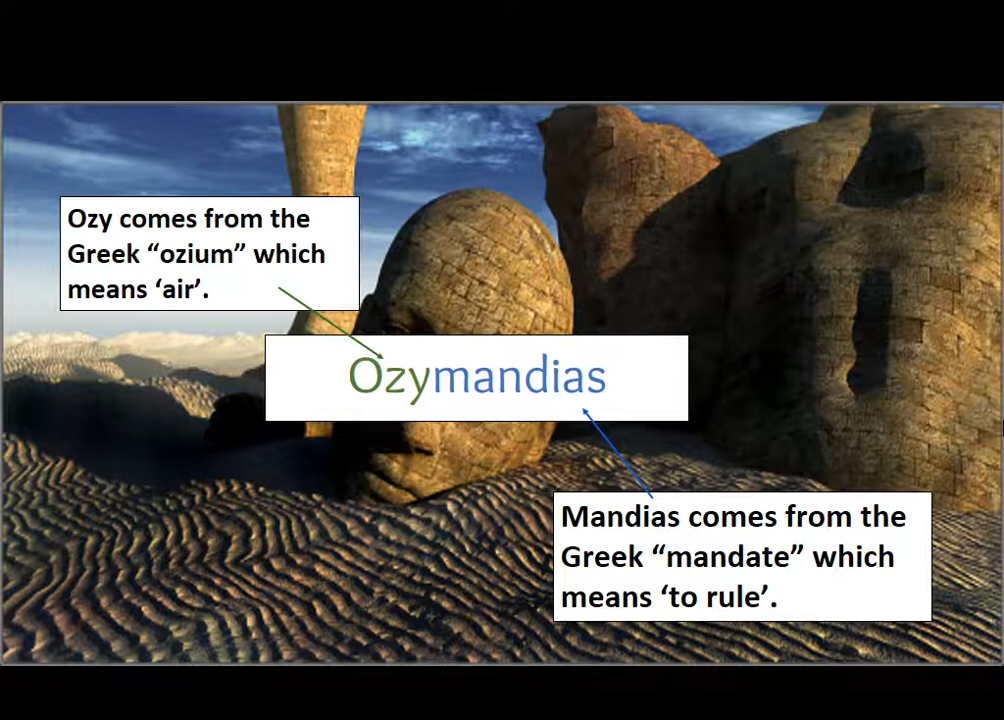 Ozy comes from the
Greek “ozium” which
means ‘air’.
Ozymandias
Mandias comes from the
Greek “mandate” which
means ‘to rule’.